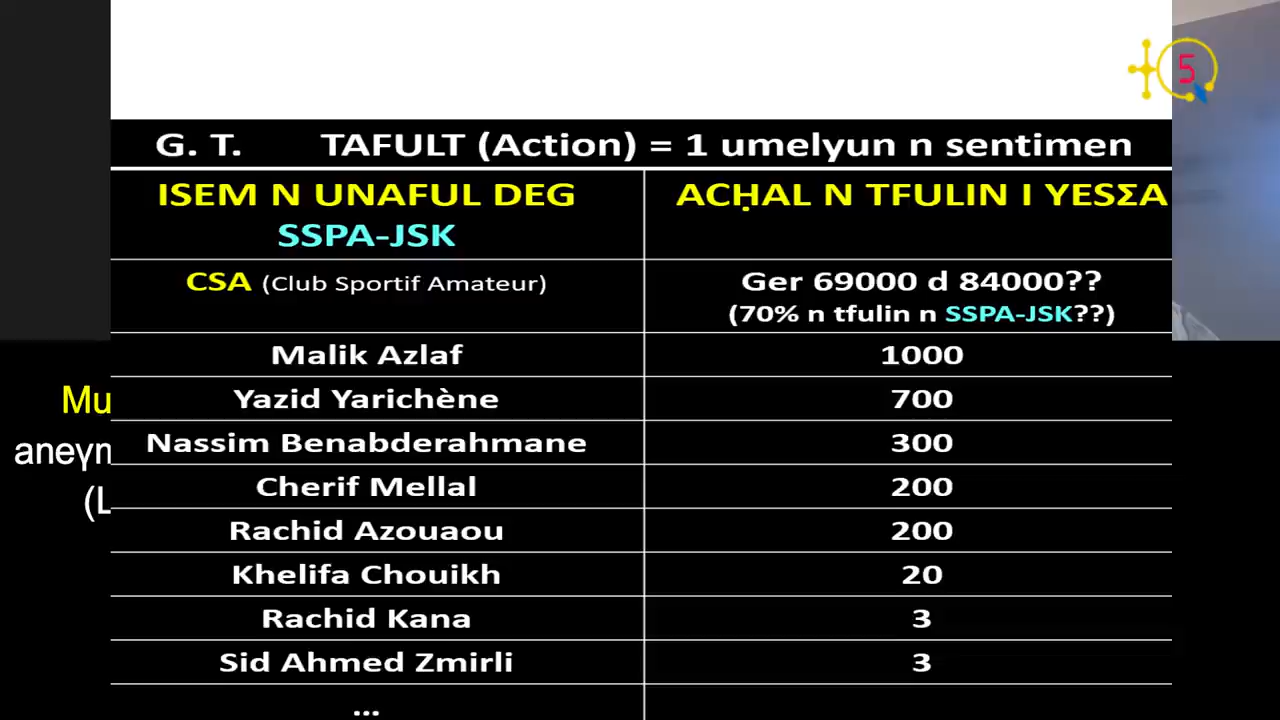 5
G. T. TAFULT (Action) = 1 umelyun n sentimen
ISEM N UNAFUL DEG
SSPA-JSK
ACḤAL N TFULIN I YESƐA
CSA (Club Sportif Amateur)
Ger 69000 d 84000??
(70% n tfulin n SSPA-JSK??)
Malik Azlaf 1000
Yazid Yarichène 700
Nassim Benabderahmane 300
Cherif Mellal 200
Rachid Azouaou 200
Khelifa Chouikh 20
Rachid Kana 3
Sid Ahmed Zmirli 3
...
Mu
aneγn
(L